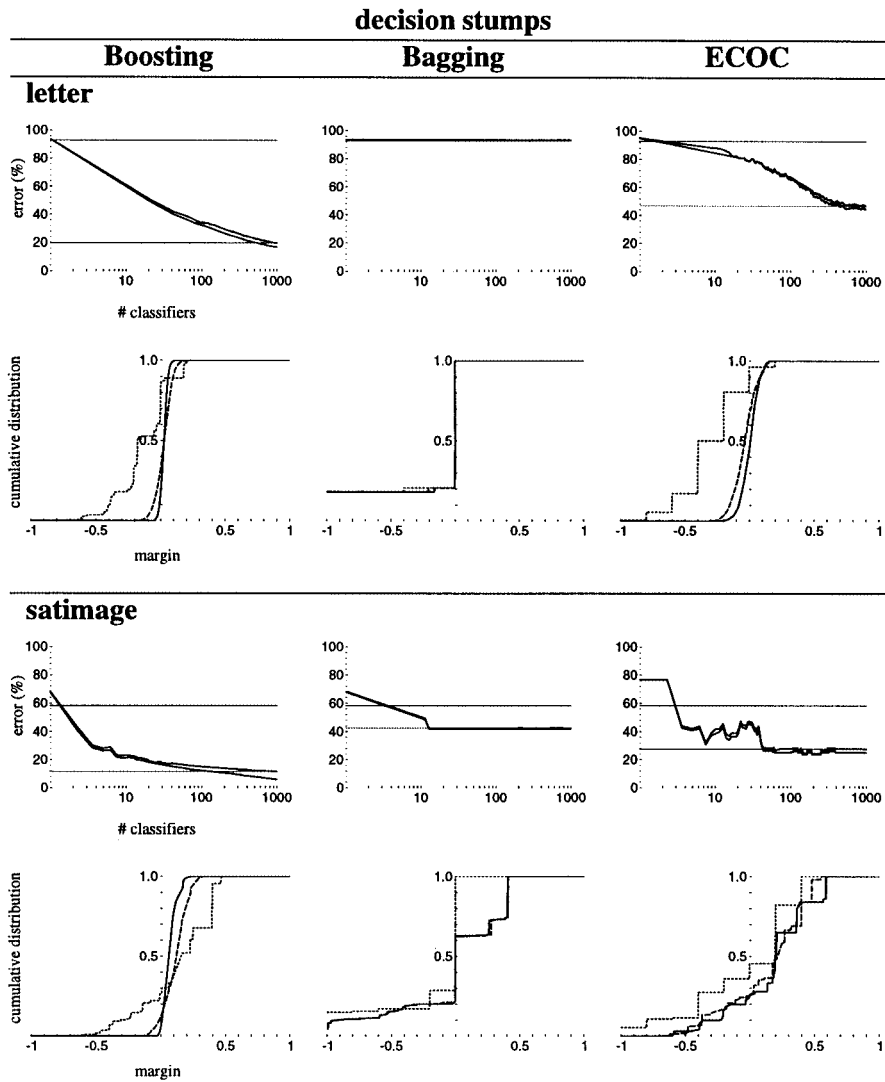 decision stumps
Boosting Bagging ECOC
letter
error (%)
100 100 100
80 80 80
60 60 60
40 40 40
20 20 20
0 0 0
10 100 1000 10 100 1000 10 100 1000
# classifiers
cumulative distribution
1.0 1.0 1.0
0.5 0.5 0.5
-1 -0.5 0.5 1 -1 -0.5 0.5 1 -1 -0.5 0.5 1
margin
satimage
error (%)
100 100 100
80 80 80
60 60 60
40 40 40
20 20 20
0 0 0
10 100 1000 10 100 1000 10 100 1000
# classifiers
cumulative distribution
1.0 1.0 1.0
0.5 0.5 0.5
-1 -0.5 0.5 1 -1 -0.5 0.5 1 -1 -0.5 0.5 1
margin